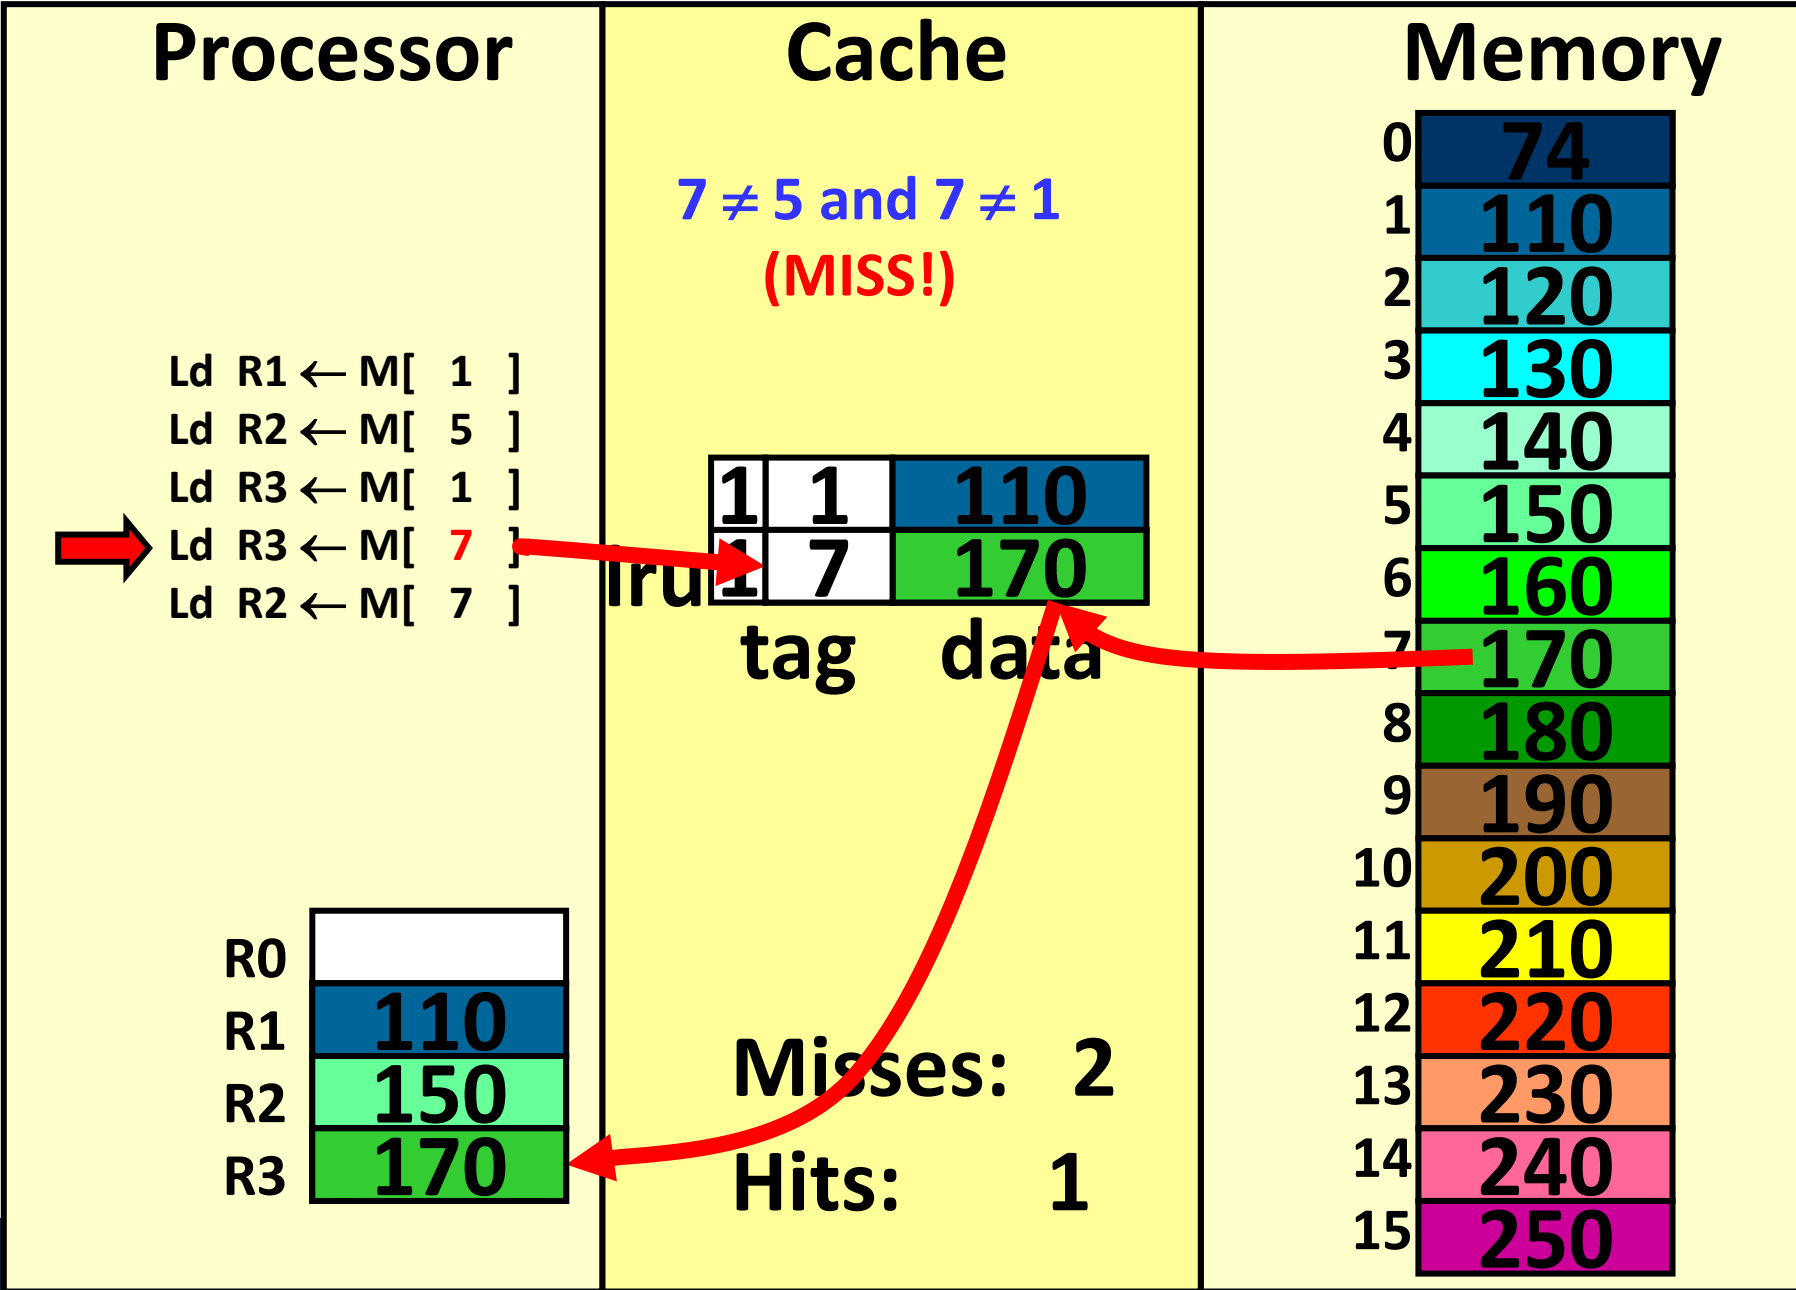 Processor
Cache
Memory
7 ≠ 5 and 7 ≠ 1
(MISS!)
Ld R1 ← M[ 1 ]
Ld R2 ← M[ 5 ]
Ld R3 ← M[ 1 ]
Ld R3 ← M[ 7 ]
Ld R2 ← M[ 7 ]
1 1 110
lru 1 7 170
tag data
R0
R1 110
R2 150
R3 170
Misses: 2
Hits: 1
0 74
1 110
2 120
3 130
4 140
5 150
6 160
7 170
8 180
9 190
10 200
11 210
12 220
13 230
14 240
15 250